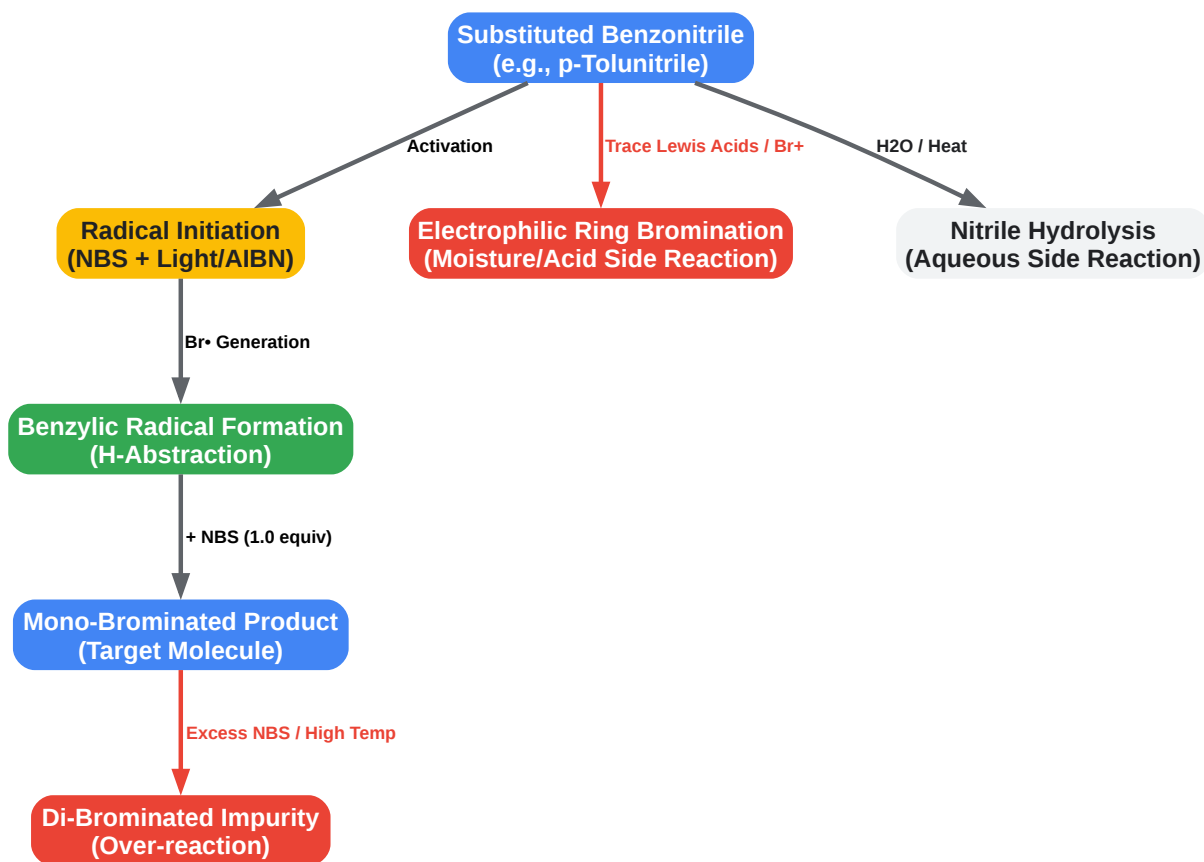 Substituted Benzonitrile
(e.g., p-Tolunitrile)
Activation
Trace Lewis Acids / Br+
H2O / Heat
Radical Initiation
(NBS + Light/AIBN)
Electrophilic Ring Bromination
(Moisture/Acid Side Reaction)
Nitrile Hydrolysis
(Aqueous Side Reaction)
Br• Generation
Benzylic Radical Formation
(H-Abstraction)
+ NBS (1.0 equiv)
Mono-Brominated Product
(Target Molecule)
Excess NBS / High Temp
Di-Brominated Impurity
(Over-reaction)